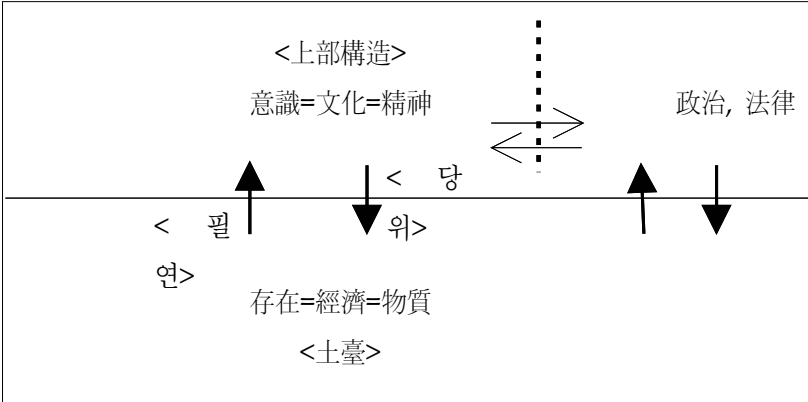 <上部構造>
意識=文化=精神
政治, 法律
< 당
위>
< 필
연>
存在=經濟=物質
<土臺>